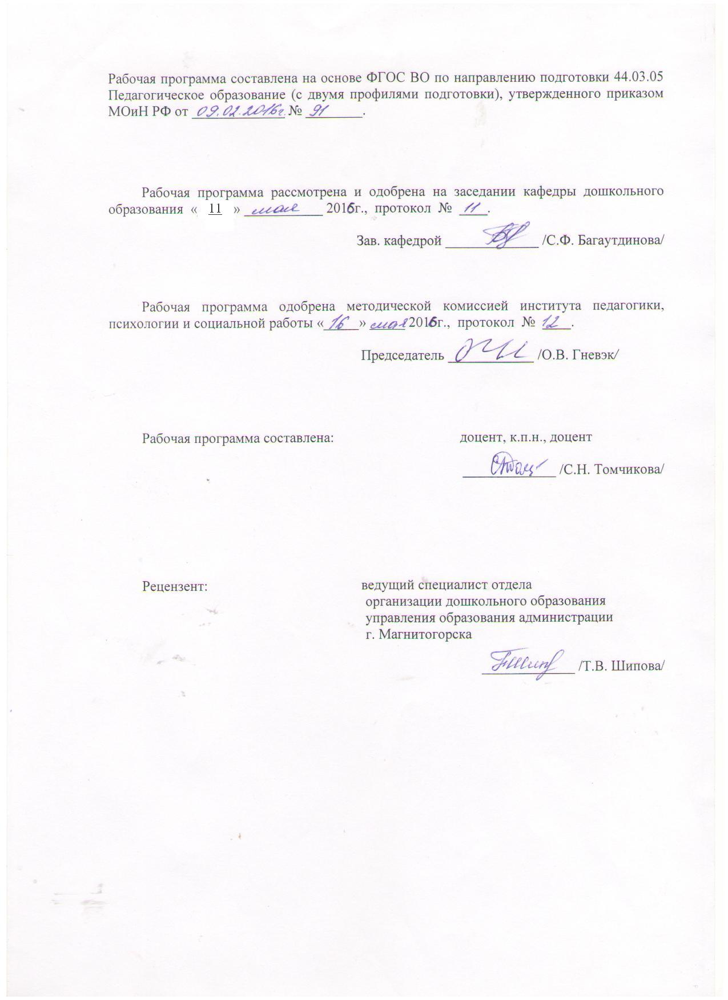 Рабочая программа составлена на основе ФГОС ВО по направлению подготовки 44.03.05
Педагогическое образование (с двумя профилями подготовки), утвержденного приказом
МОиН РФ от 09.02.2016г. № 91.
Рабочая программа рассмотрена и одобрена на заседании кафедры дошкольного
образования « 11 » мая 2016г., протокол № 11.
Зав. кафедрой /С.Ф. Багаутдинова/
Рабочая программа одобрена методической комиссией института педагогики,
психологии и социальной работы «16» мая 2016г., протокол № 12.
Председатель /О.В. Гневэк/
Рабочая программа составлена: доцент, к.п.н., доцент
/С.Н. Томчикова/
Рецензент: ведущий специалист отдела
организации дошкольного образования
управления образования администрации
г. Магнитогорска
/Т.В. Шипова/